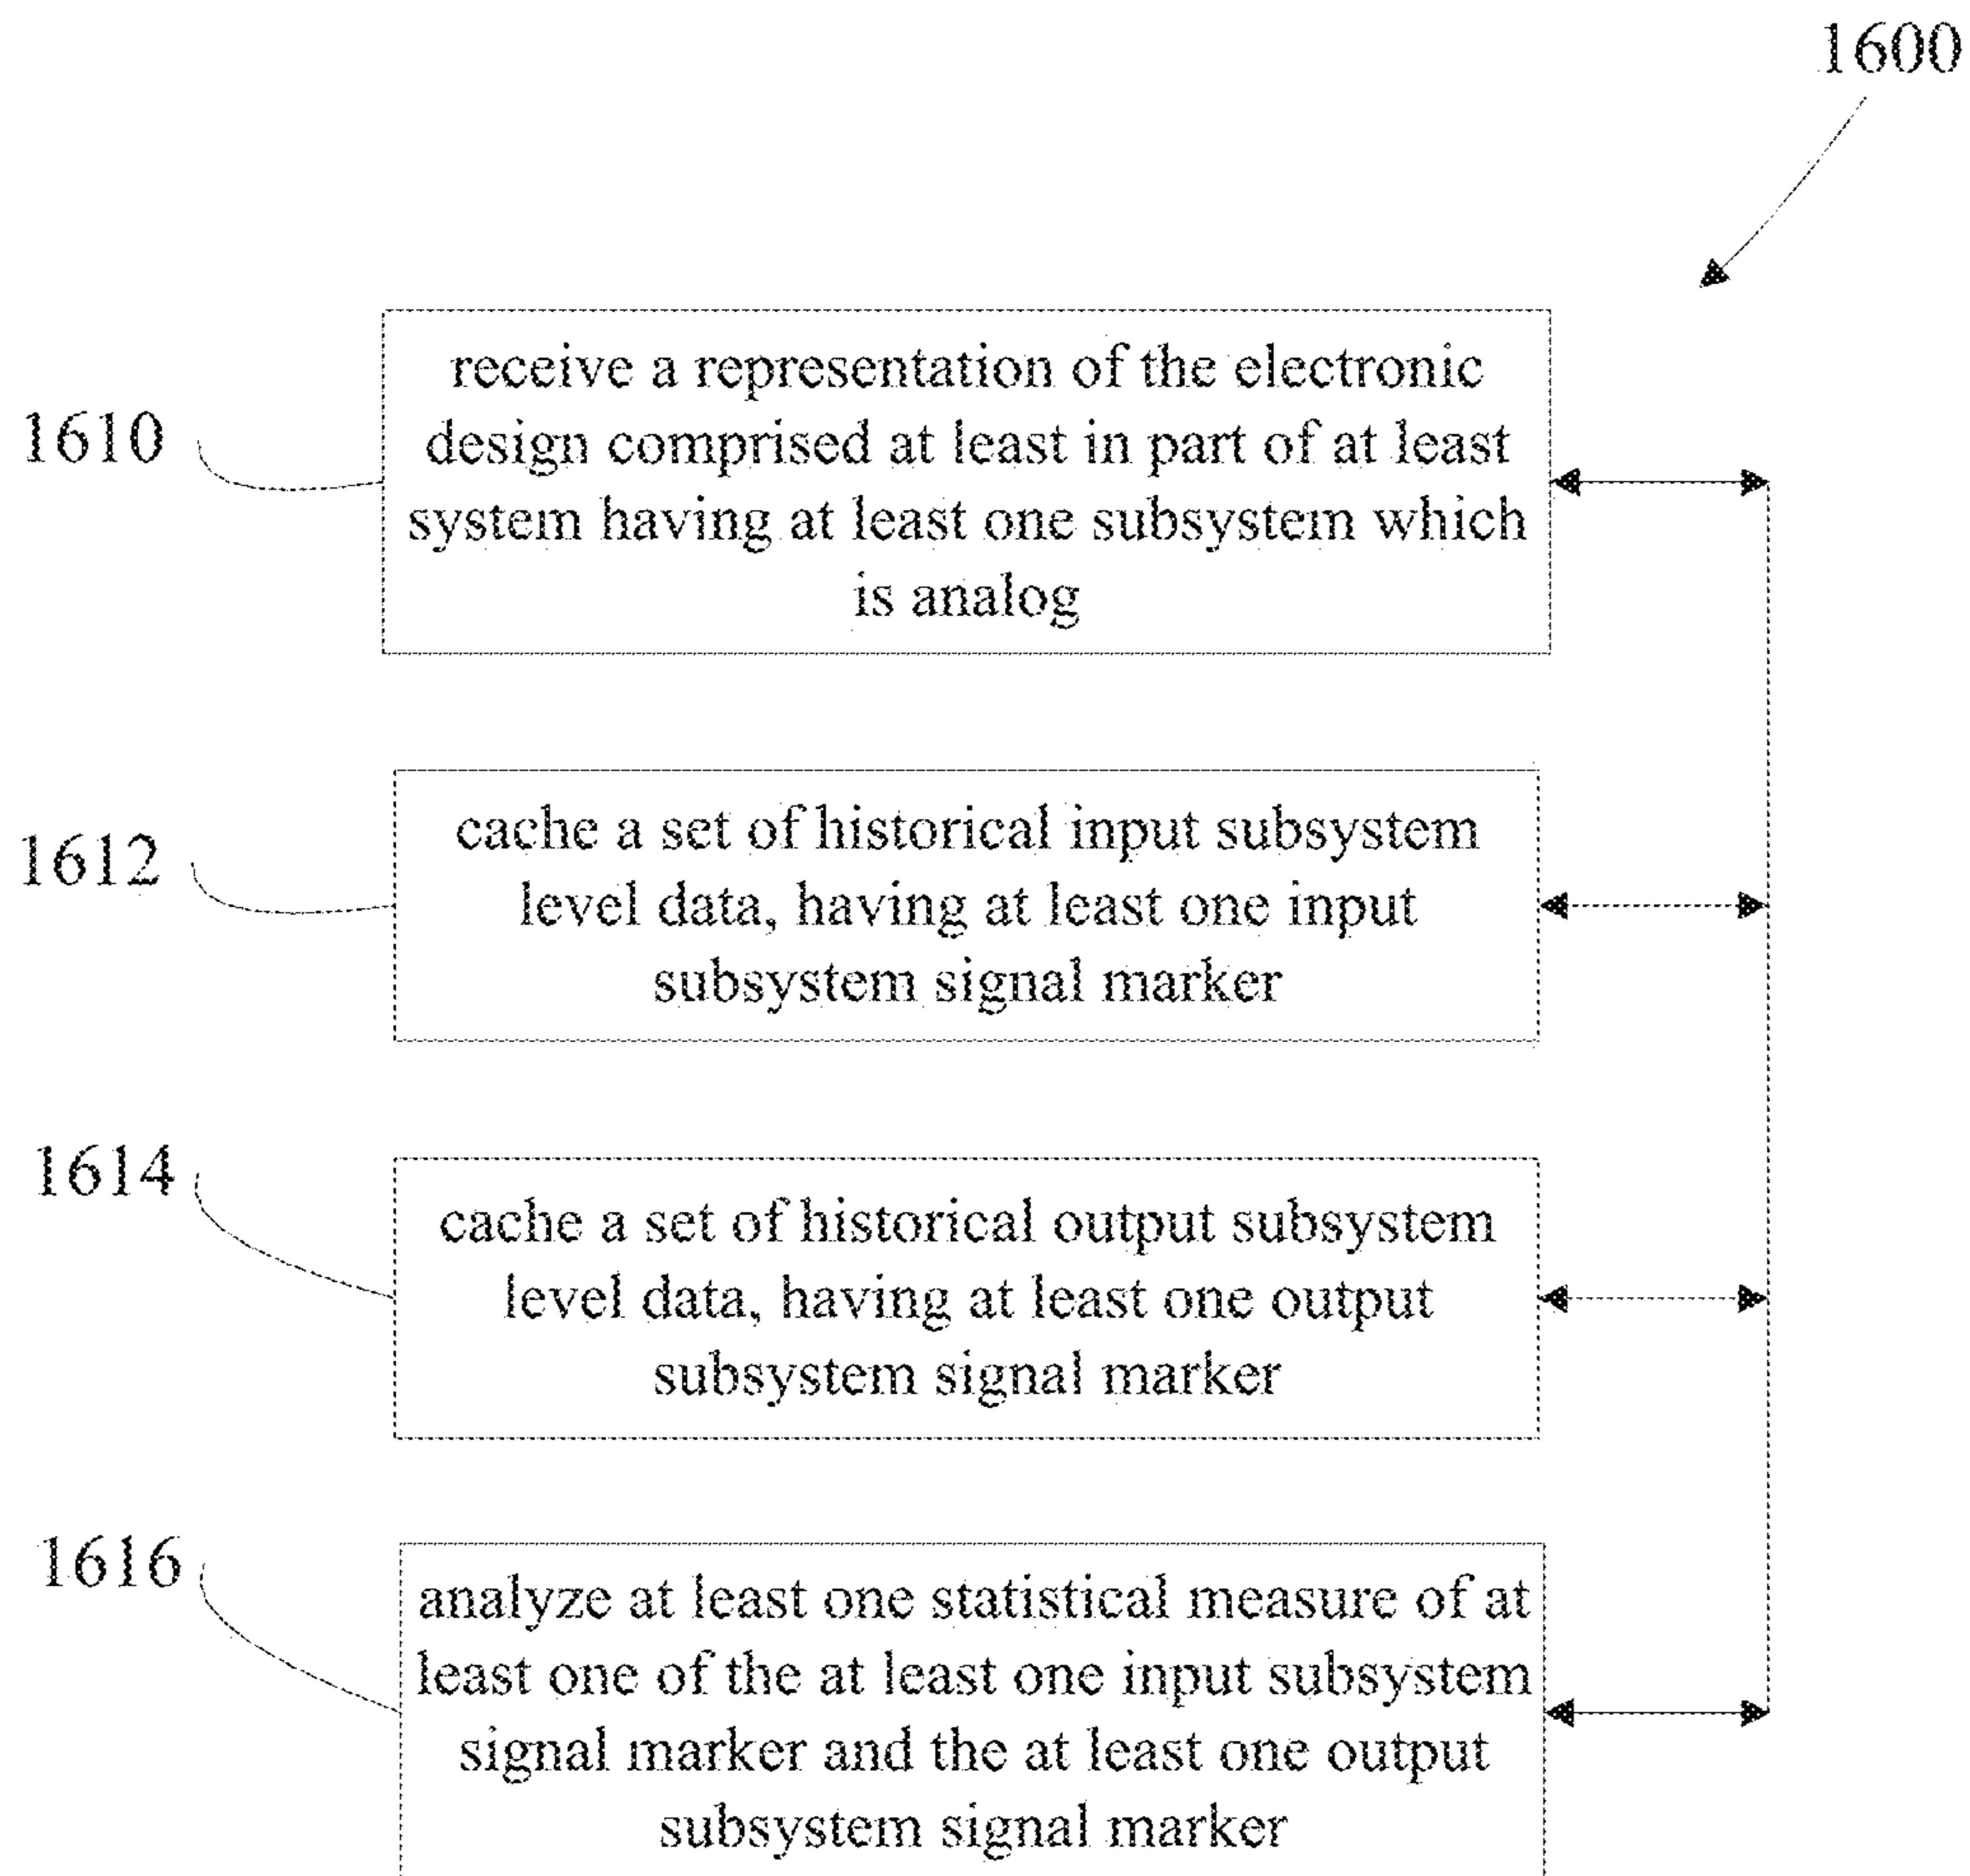 1600
1610
receive a representation of the electronic
design comprised at least in part of at least
system having at least one subsystem which
is analog
1612
cache a set of historical input subsystem
level data, having at least one input
subsystem signal marker
1614
cache a set of historical output subsystem
level data, having at least one output
subsystem signal marker
1616
analyze at least one statistical measure of at
least one of the at least one input subsystem
signal marker and the at least one output
subsystem signal marker